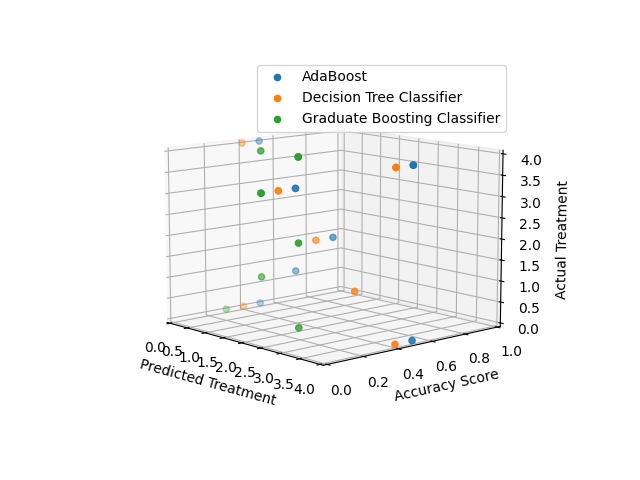 AdaBoost
Decision Tree Classifier
Graduate Boosting Classifier
4.0
3.5
3.0
2.5
2.0
1.5
1.0
0.5
0.0
Actual Treatment
0.0 0.5 1.0 1.5 2.0 2.5 3.0 3.5 4.0
Predicted Treatment
0.0 0.2 0.4 0.6 0.8 1.0
Accuracy Score